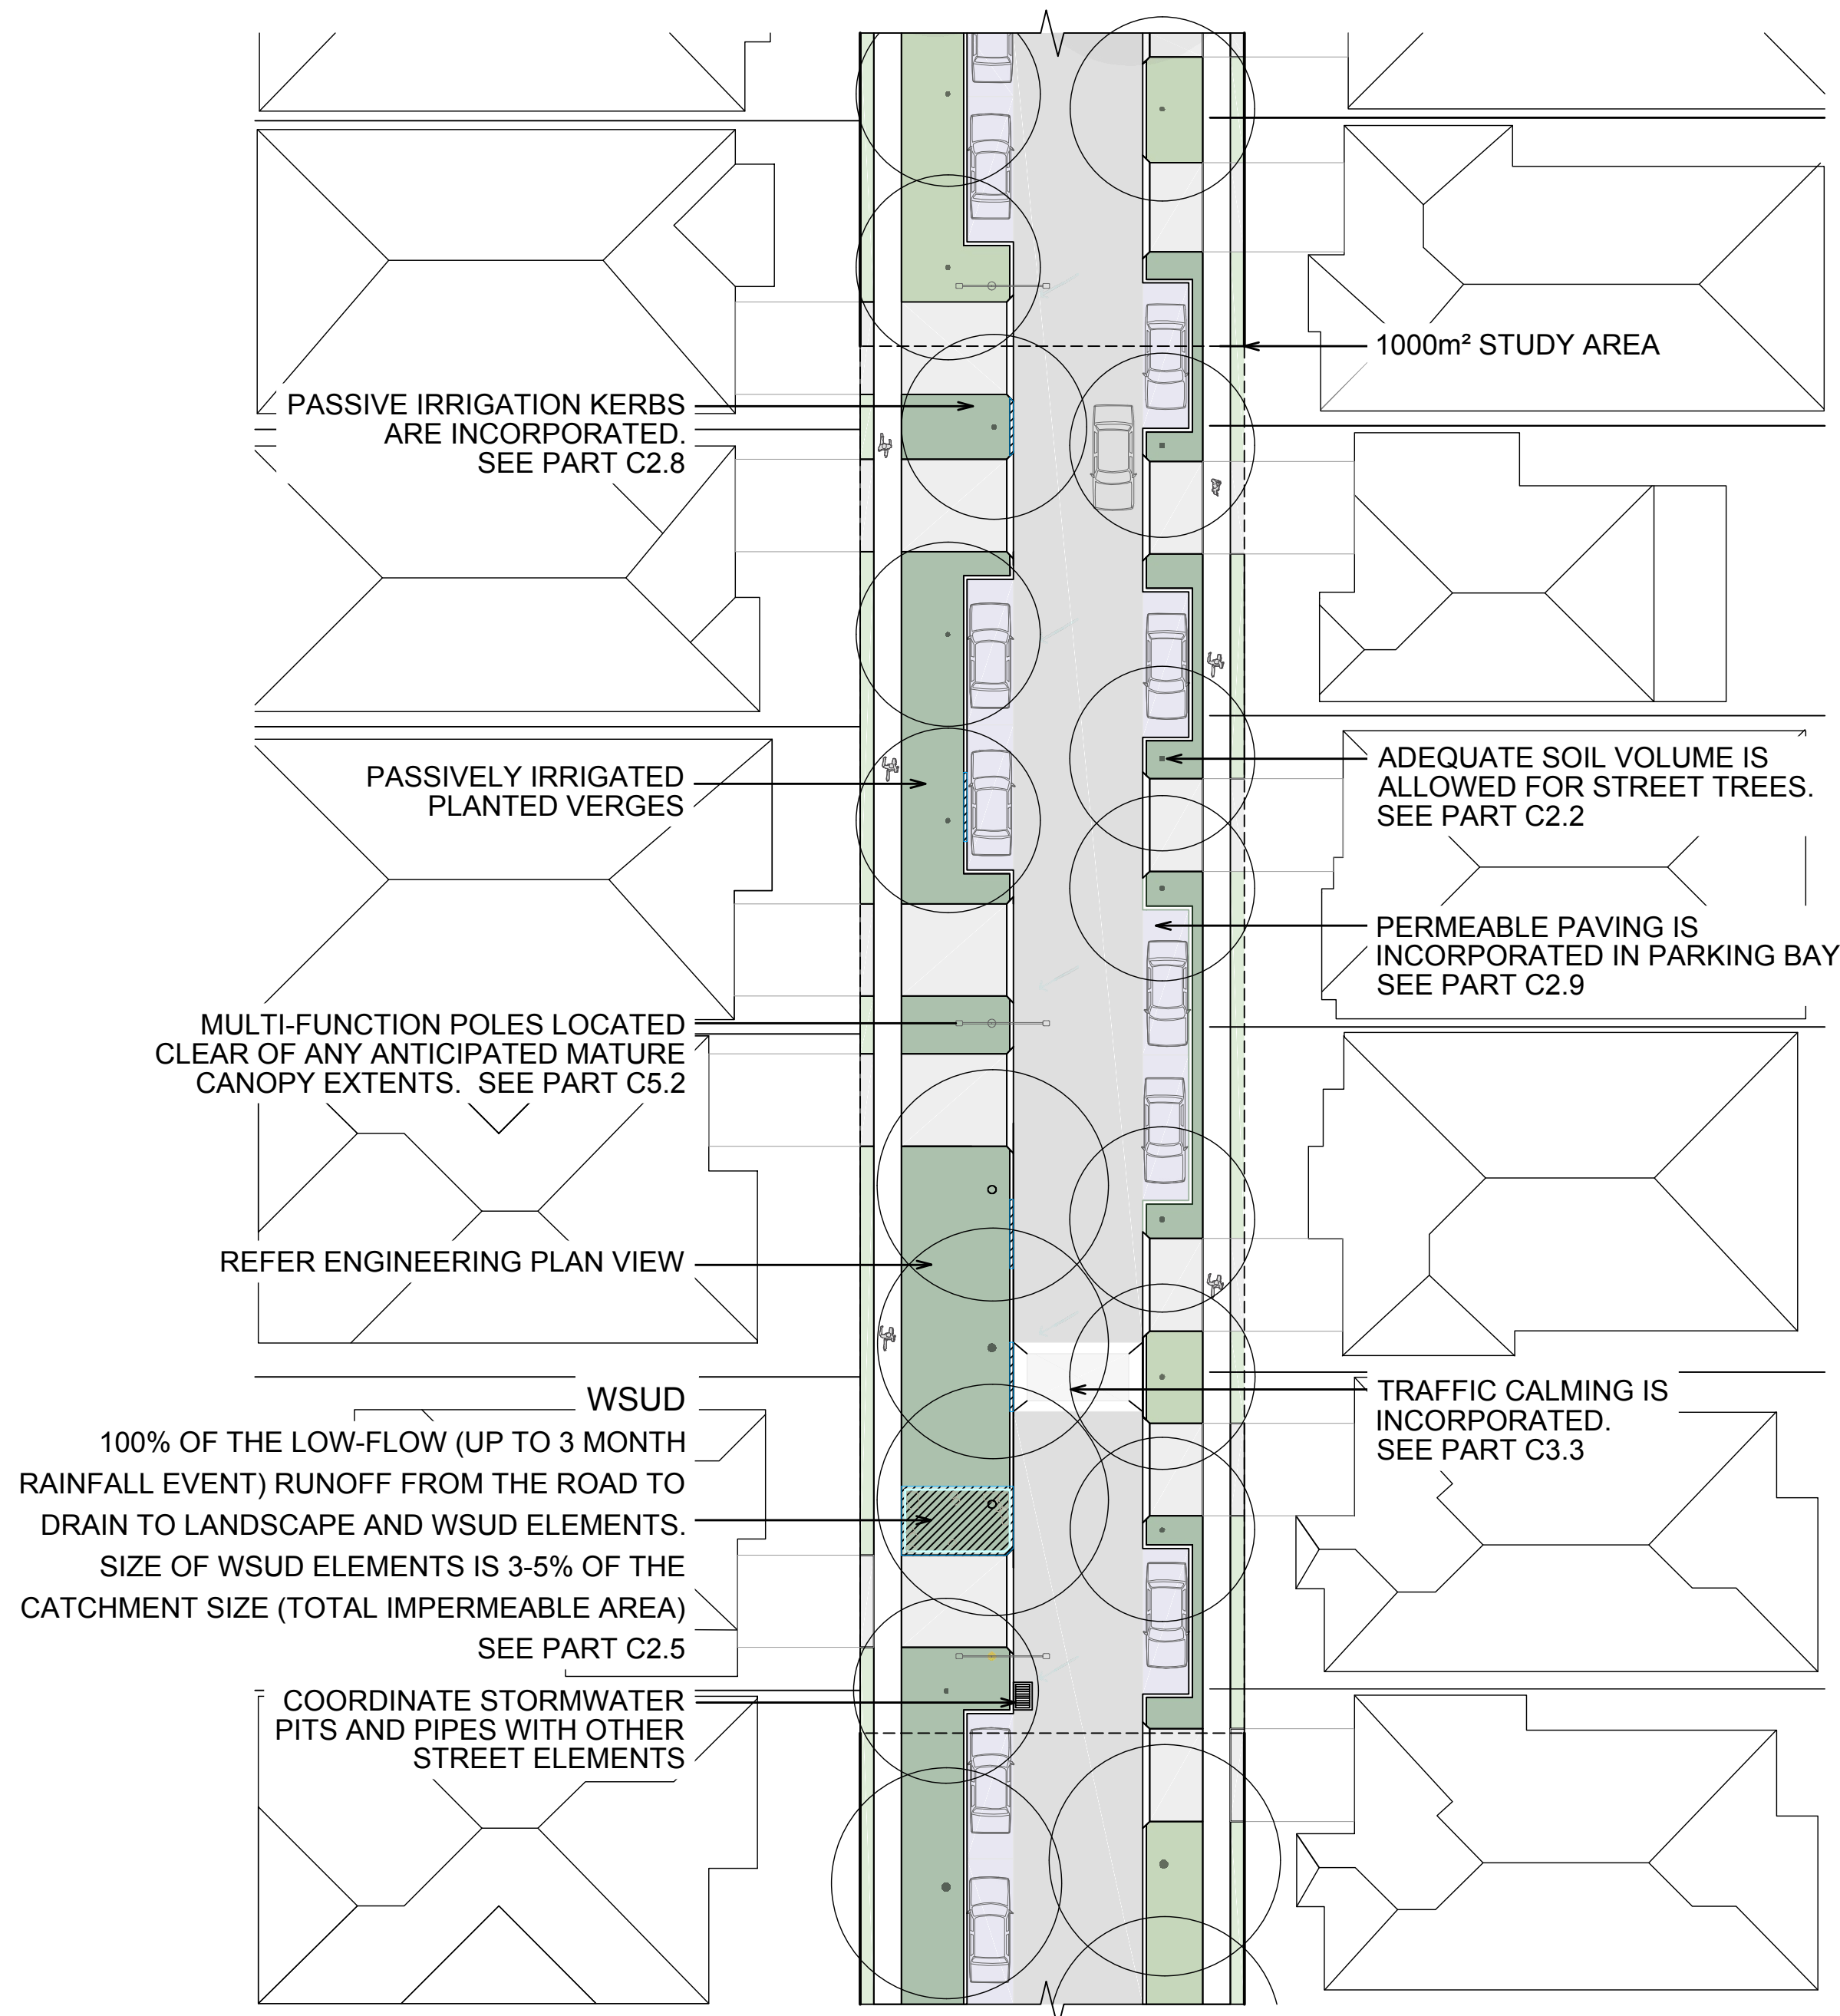 1000m² STUDY AREA
PASSIVE IRRIGATION KERBS
ARE INCORPORATED.
SEE PART C2.8
PASSIVELY IRRIGATED
PLANTED VERGES
ADEQUATE SOIL VOLUME IS
ALLOWED FOR STREET TREES.
SEE PART C2.2
PERMEABLE PAVING IS
INCORPORATED IN PARKING BAY
SEE PART C2.9
MULTI-FUNCTION POLES LOCATED
CLEAR OF ANY ANTICIPATED MATURE
CANOPY EXTENTS. SEE PART C5.2
REFER ENGINEERING PLAN VIEW
TRAFFIC CALMING IS
INCORPORATED.
SEE PART C3.3
WSUD
100% OF THE LOW-FLOW (UP TO 3 MONTH
RAINFALL EVENT) RUNOFF FROM THE ROAD TO
DRAIN TO LANDSCAPE AND WSUD ELEMENTS.
SIZE OF WSUD ELEMENTS IS 3-5% OF THE
CATCHMENT SIZE (TOTAL IMPERMEABLE AREA)
SEE PART C2.5
COORDINATE STORMWATER
PITS AND PIPES WITH OTHER
STREET ELEMENTS